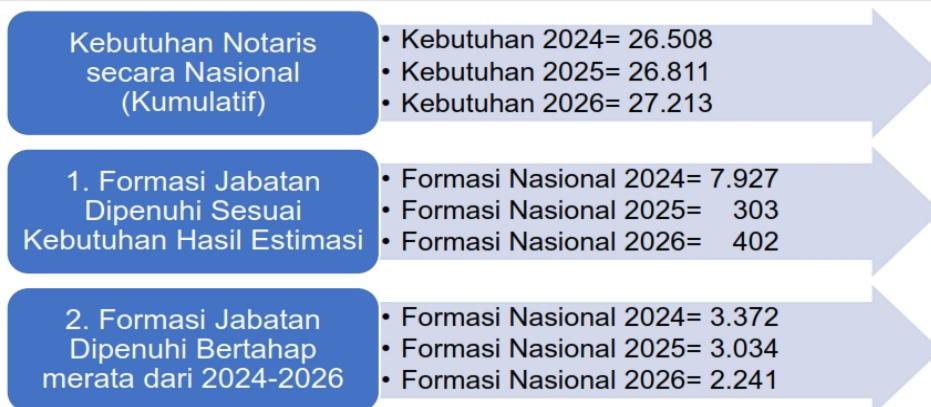 Kebutuhan Notaris
secara Nasional
(Kumulatif)
• Kebutuhan 2024= 26.508
• Kebutuhan 2025= 26.811
• Kebutuhan 2026= 27.213
1. Formasi Jabatan
Dipenuhi Sesuai
Kebutuhan Hasil Estimasi
• Formasi Nasional 2024= 7.927
• Formasi Nasional 2025= 303
• Formasi Nasional 2026= 402
2. Formasi Jabatan
Dipenuhi Bertahap
merata dari 2024-2026
• Formasi Nasional 2024= 3.372
• Formasi Nasional 2025= 3.034
• Formasi Nasional 2026= 2.241